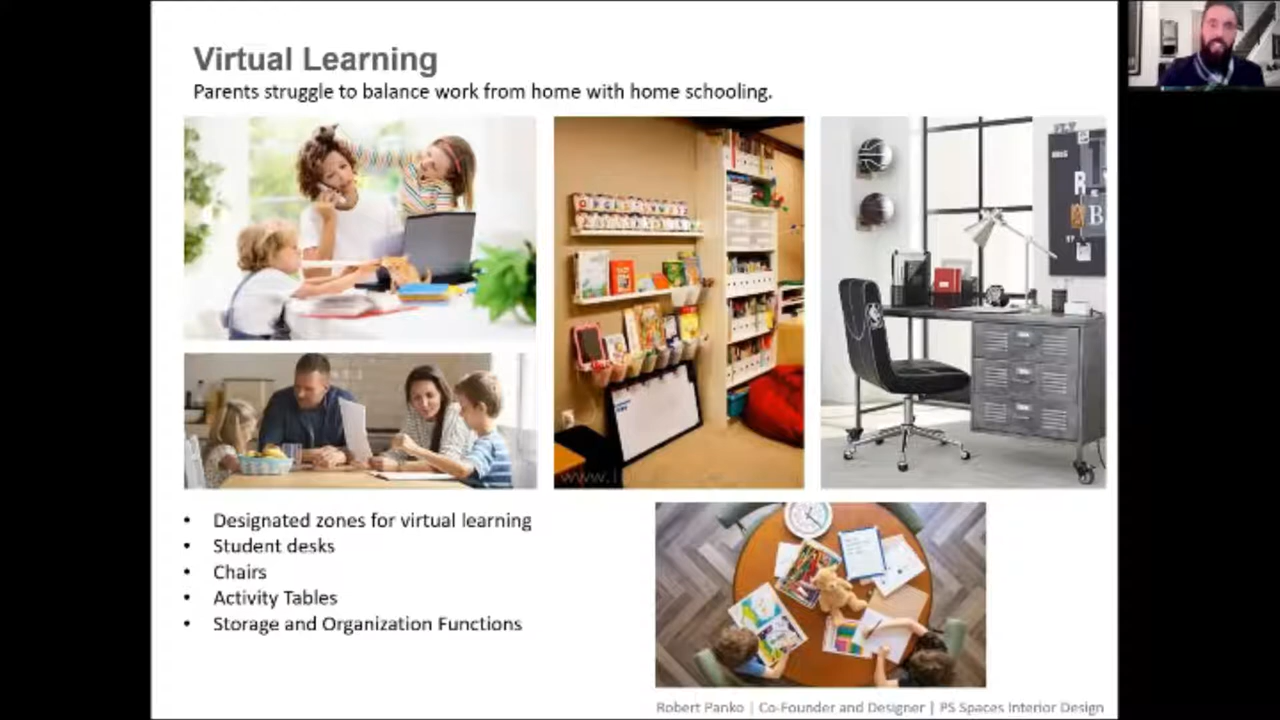 Virtual Learning
Parents struggle to balance work from home with home schooling.
• Designated zones for virtual learning
• Student desks
• Chairs
• Activity Tables
• Storage and Organization Functions
Robert Panko | Co-Founder and Designer | PS Spaces Interior Design